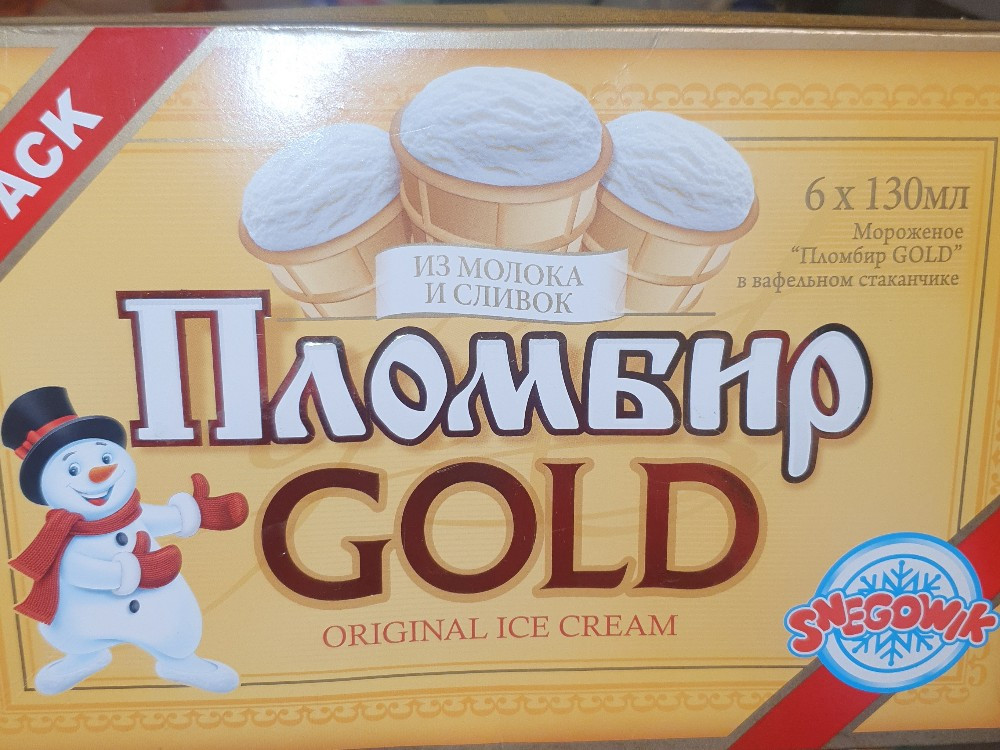 ACK
6 x 130мл
Мороженое
"Пломбир GOLD"
в вафельном стаканчике
ИЗ МОЛОКА
И СЛИВОК
Пломбир
GOLD
ORIGINAL ICE CREAM
SNEGOWIK